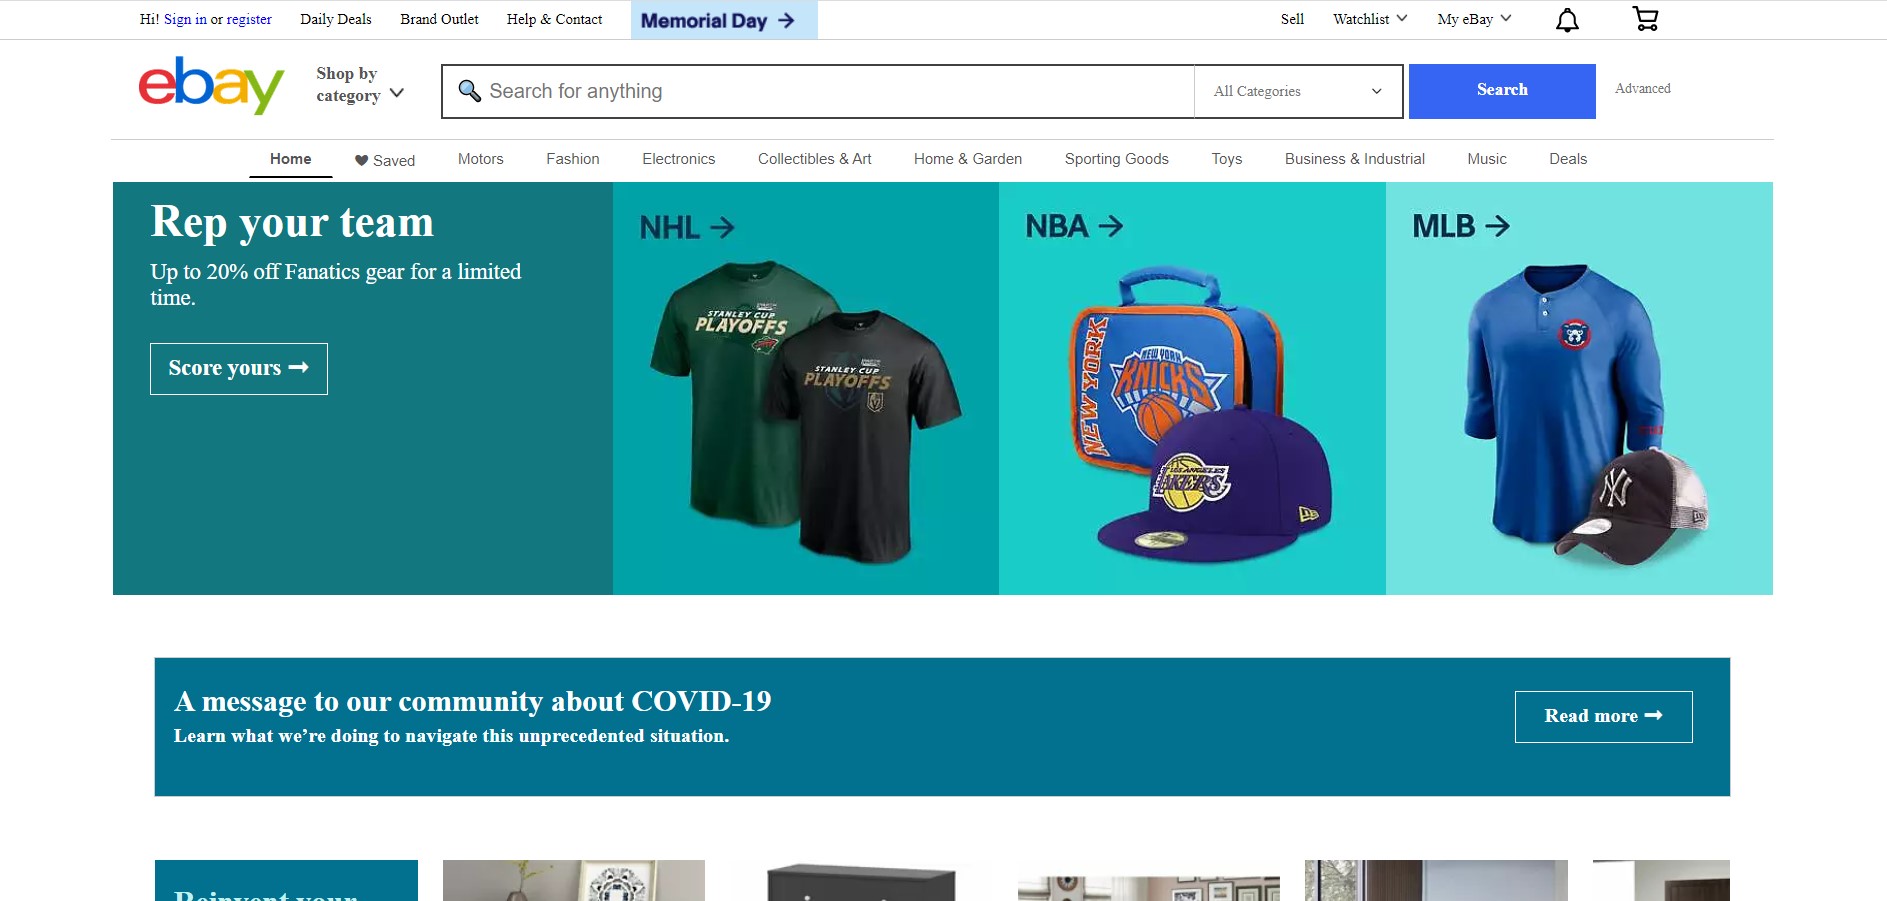 Hi! Sign in or register
Daily Deals
Brand Outlet
Help & Contact
Memorial Day →
Sell
Watchlist
My eBay
ebay
Shop by
category
Search for anything
All Categories
Search
Advanced
Home
Saved
Motors
Fashion
Electronics
Collectibles & Art
Home & Garden
Sporting Goods
Toys
Business & Industrial
Music
Deals
Rep your team
Up to 20% off Fanatics gear for a limited
time.
Score yours →
NHL →
STANLEY CUP
PLAYOFFS
STANLEY CUP
PLAYOFFS
NBA →
NEW YORK
NEW YORK
KNICKS
LOS ANGELES
LAKERS
MLB →
NY
A message to our community about COVID-19
Learn what we’re doing to navigate this unprecedented situation.
Read more →
Reinvent your